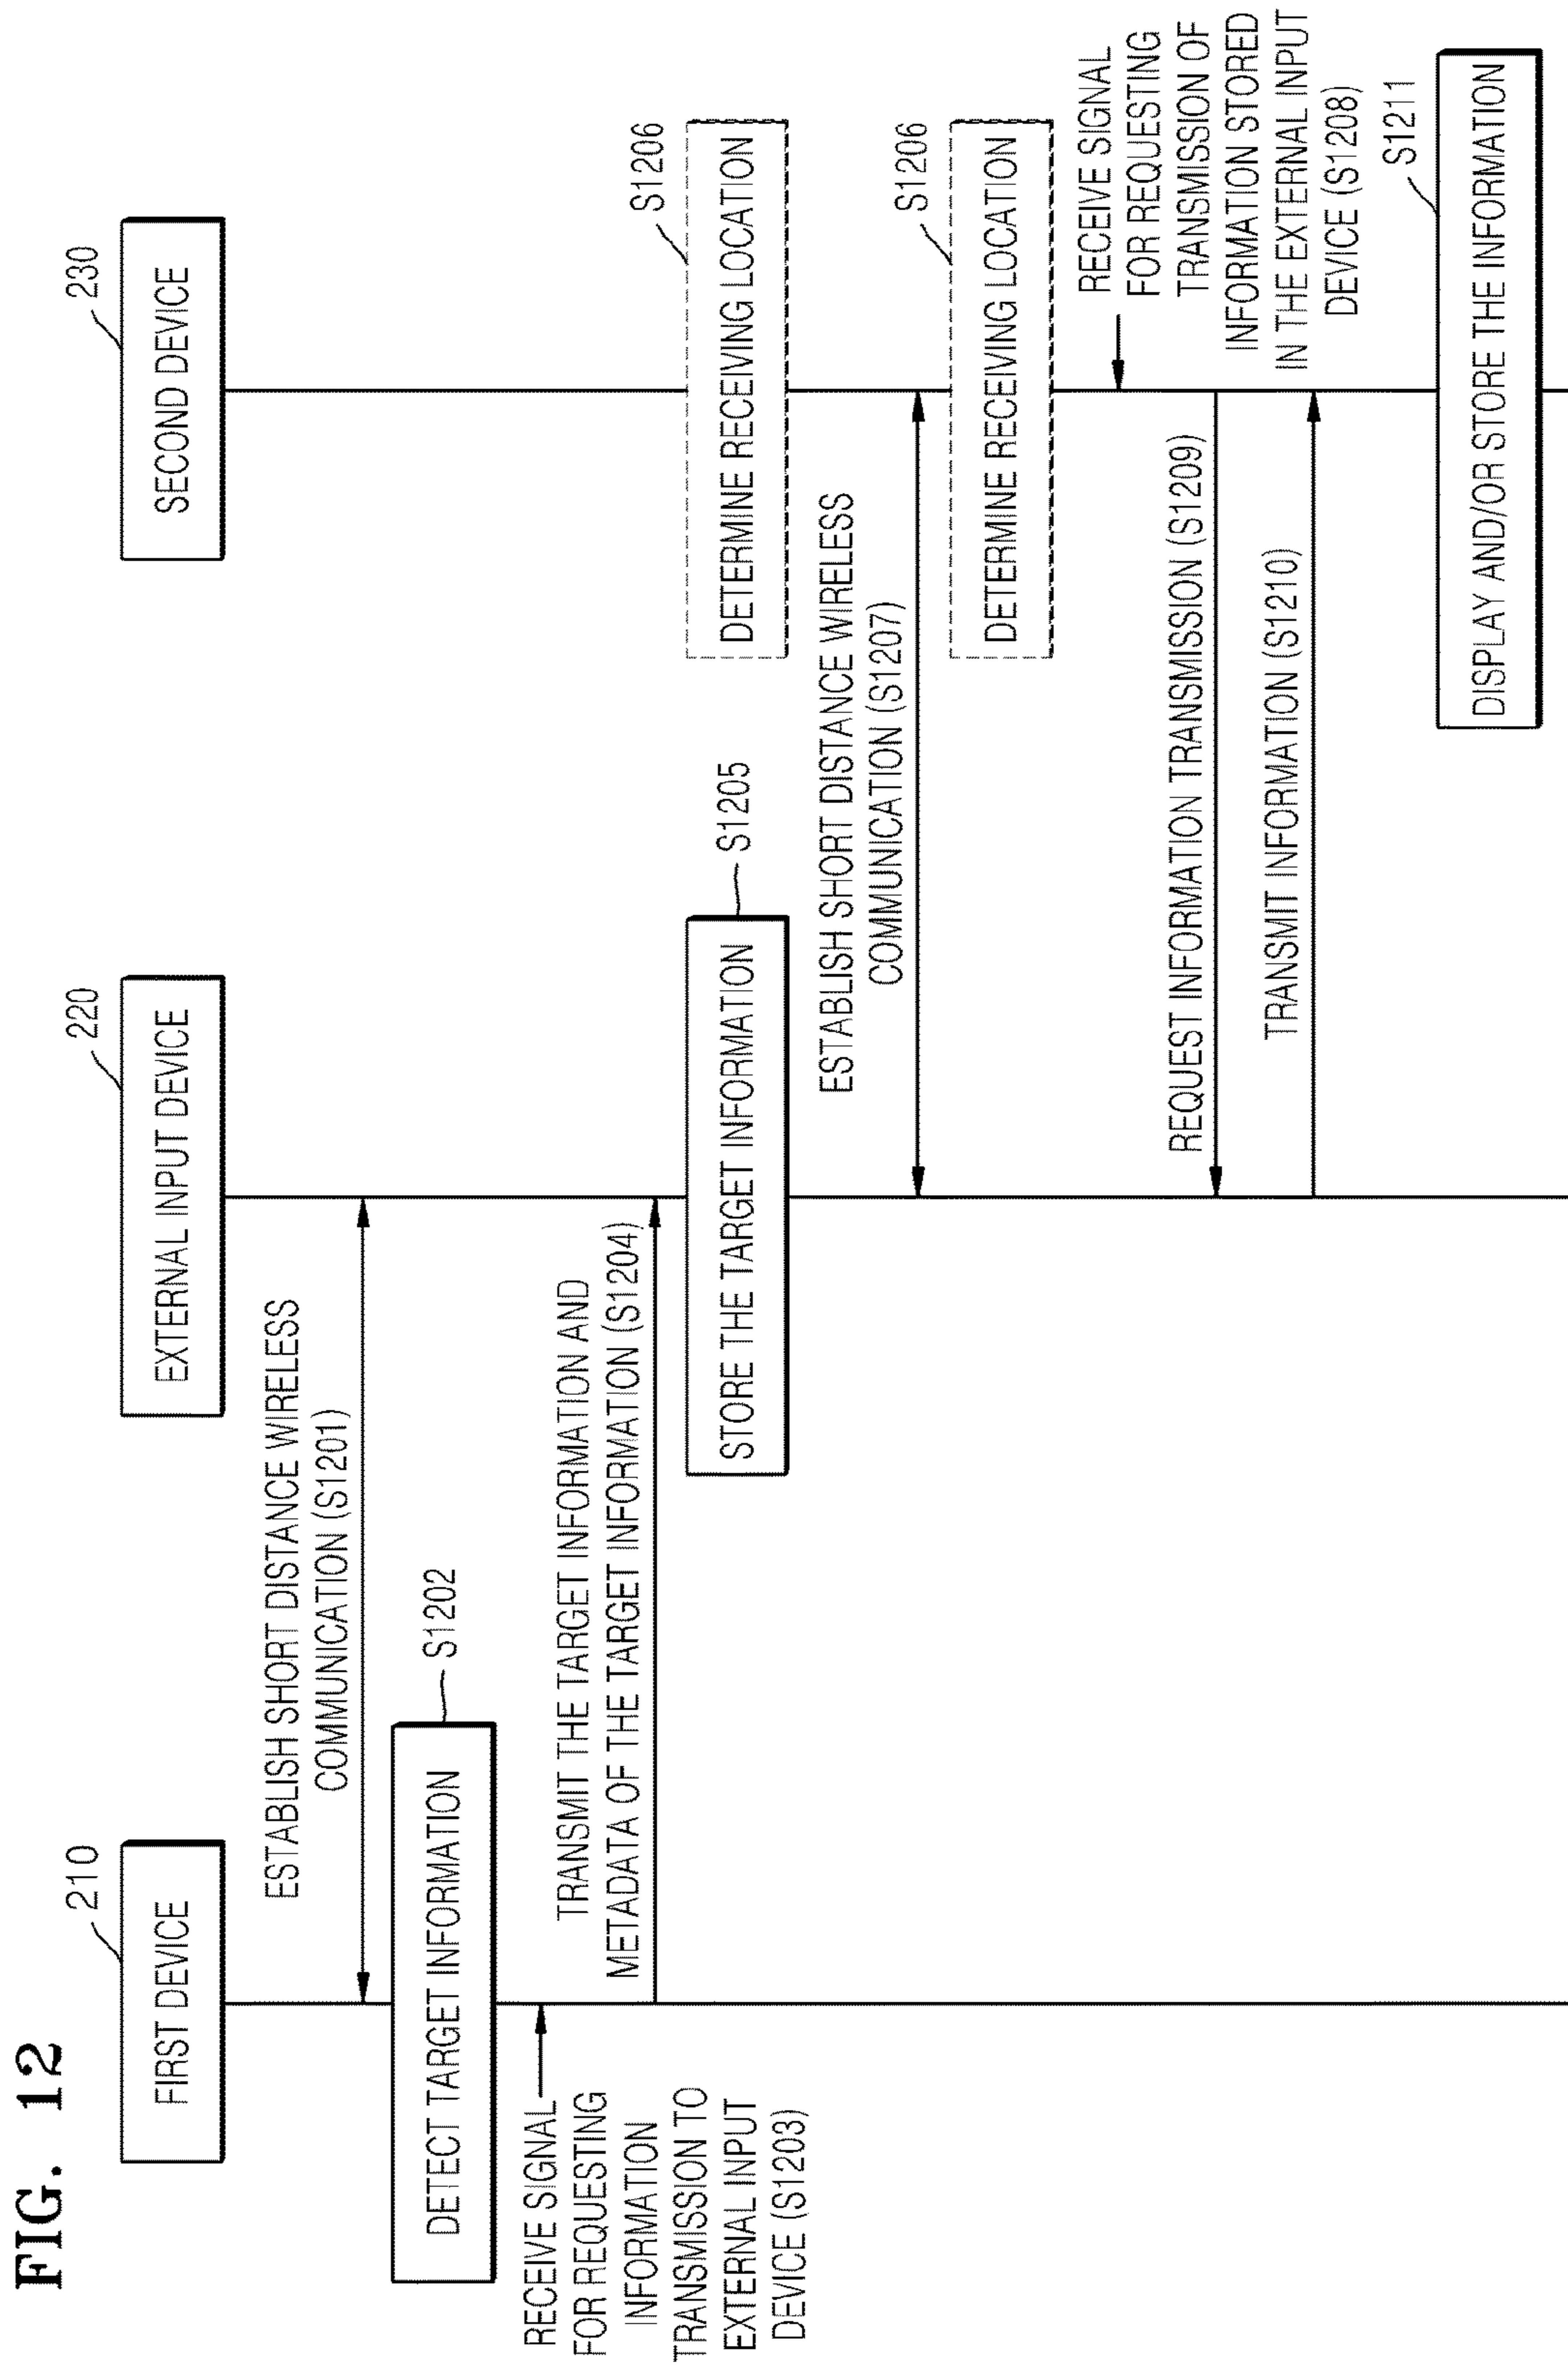 FIG. 12
210
FIRST DEVICE
220
EXTERNAL INPUT DEVICE
230
SECOND DEVICE
ESTABLISH SHORT DISTANCE WIRELESS
COMMUNICATION (S1201)
S1202
DETECT TARGET INFORMATION
RECEIVE SIGNAL
FOR REQUESTING
INFORMATION
TRANSMISSION TO
EXTERNAL INPUT
DEVICE (S1203)
TRANSMIT THE TARGET INFORMATION AND
METADATA OF THE TARGET INFORMATION (S1204)
S1205
STORE THE TARGET INFORMATION
S1206
DETERMINE RECEIVING LOCATION
ESTABLISH SHORT DISTANCE WIRELESS
COMMUNICATION (S1207)
S1206
DETERMINE RECEIVING LOCATION
RECEIVE SIGNAL
FOR REQUESTING
TRANSMISSION OF
INFORMATION STORED
IN THE EXTERNAL INPUT
DEVICE (S1208)
REQUEST INFORMATION TRANSMISSION (S1209)
TRANSMIT INFORMATION (S1210)
S1211
DISPLAY AND/OR STORE THE INFORMATION